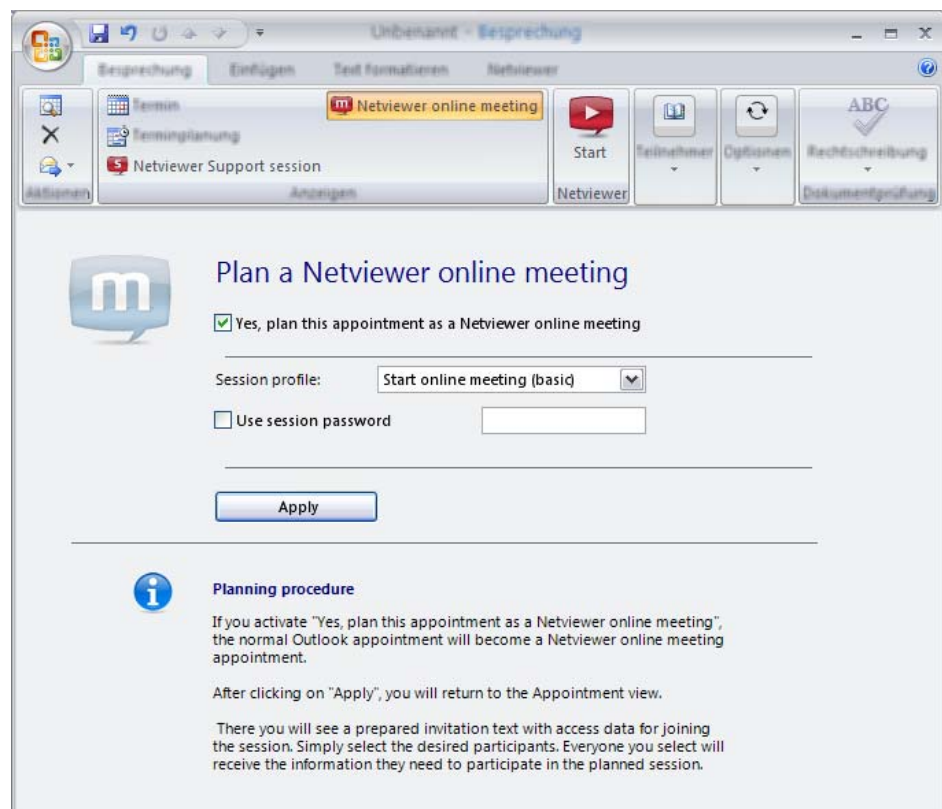 Unbenannt - Besprechung
Besprechung Einfügen Text formatieren Netviewer
Termin
Netviewer online meeting
Terminplanung
Netviewer Support session
Start
Teilnehmer
Optionen
ABC
Rechtschreibung
Aktionen
Anzeigen
Netviewer
Dokumentprüfung
m
Plan a Netviewer online meeting
Yes, plan this appointment as a Netviewer online meeting
Session profile: Start online meeting (basic)
Use session password
Apply
Planning procedure
If you activate "Yes, plan this appointment as a Netviewer online meeting",
the normal Outlook appointment will become a Netviewer online meeting
appointment.
After clicking on "Apply", you will return to the Appointment view.
There you will see a prepared invitation text with access data for joining
the session. Simply select the desired participants. Everyone you select will
receive the information they need to participate in the planned session.